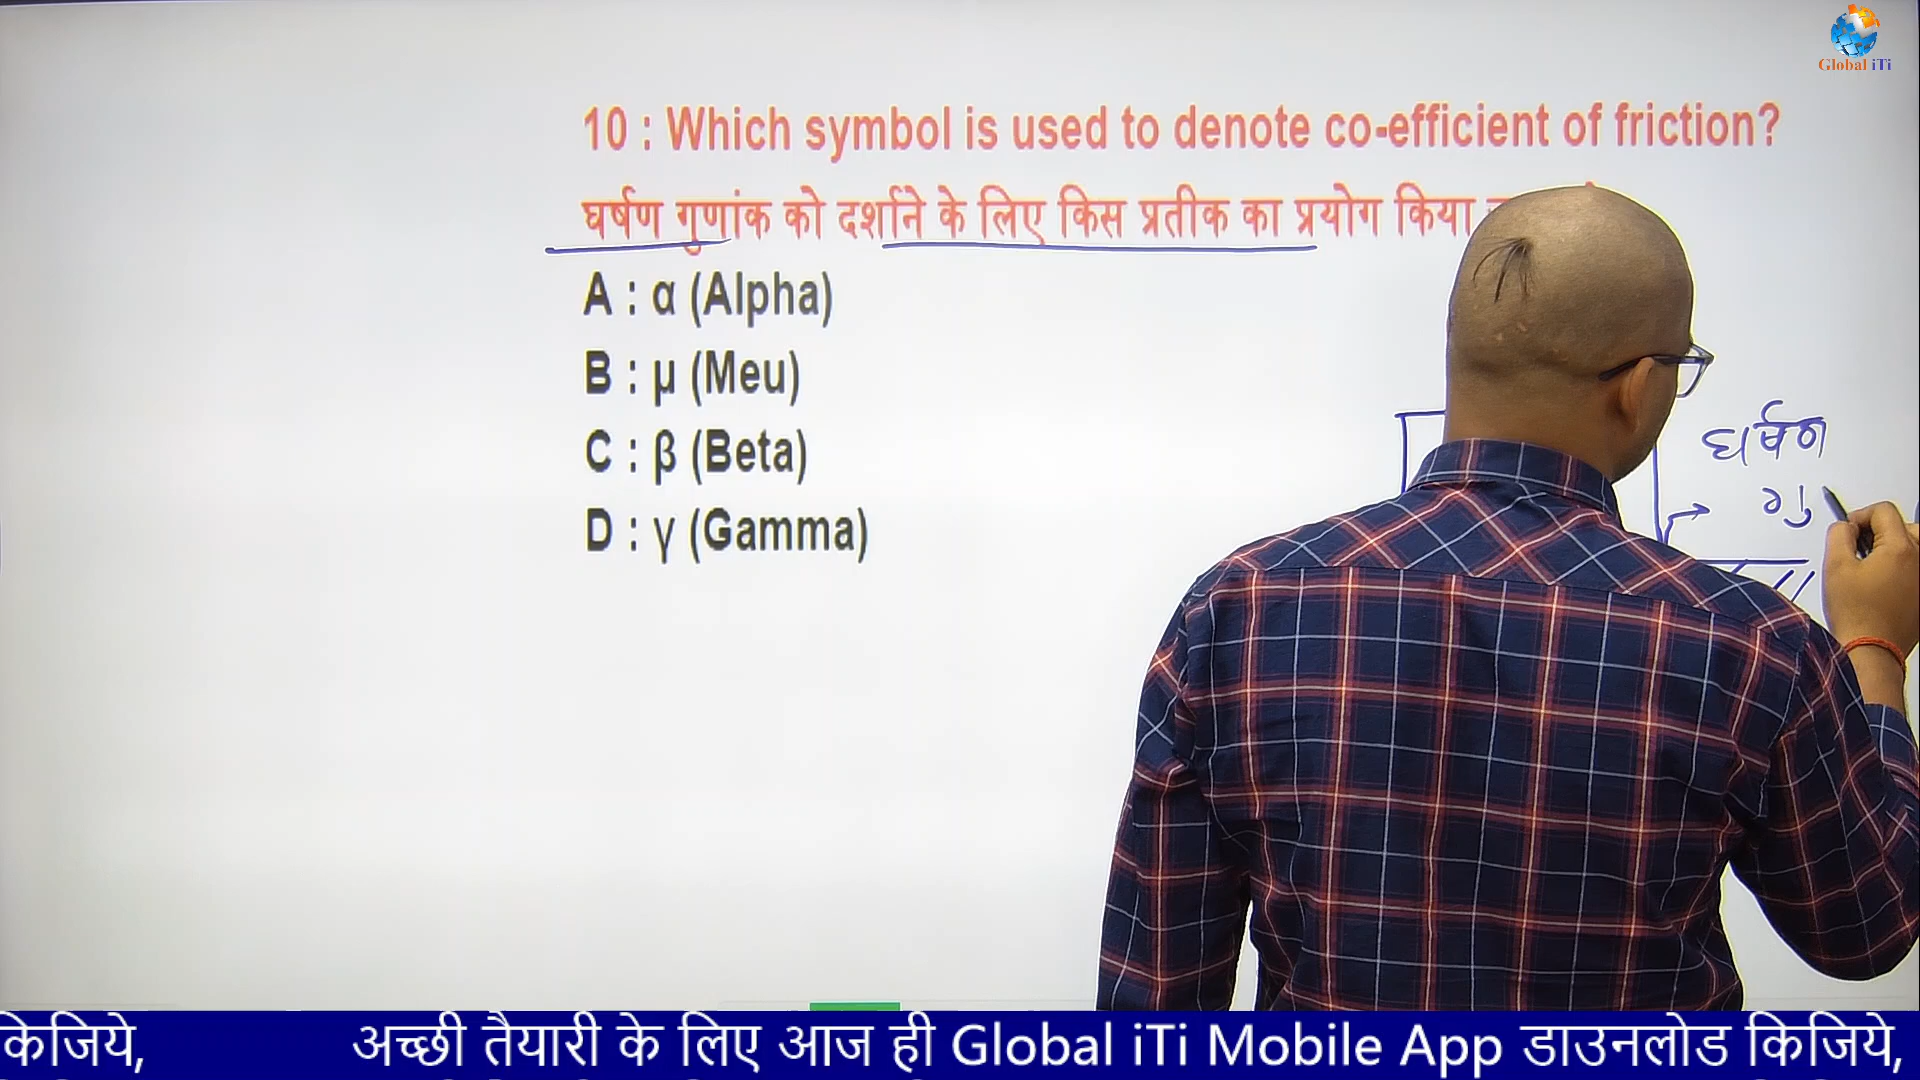 Global iTi
10 : Which symbol is used to denote co-efficient of friction?
घर्षण गुणांक को दर्शाने के लिए किस प्रतीक का प्रयोग किया
A : α (Alpha)
B : μ (Meu)
C : β (Beta)
D : γ (Gamma)
घर्षन
गु
किजिये, अच्छी तैयारी के लिए आज ही Global iTi Mobile App डाउनलोड किजिये,